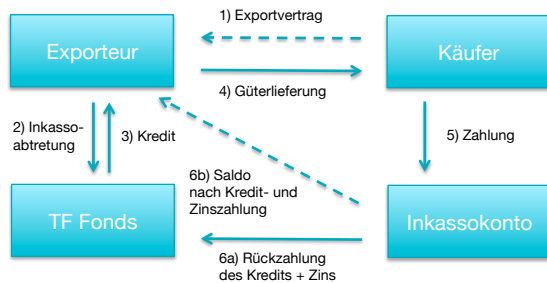 1) Exportvertrag
Exporteur
Käufer
4) Güterlieferung
2) Inkasso-
abtretung
3) Kredit
5) Zahlung
6b) Saldo
nach Kredit- und
Zinszahlung
TF Fonds
Inkassokonto
6a) Rückzahlung
des Kredits + Zins